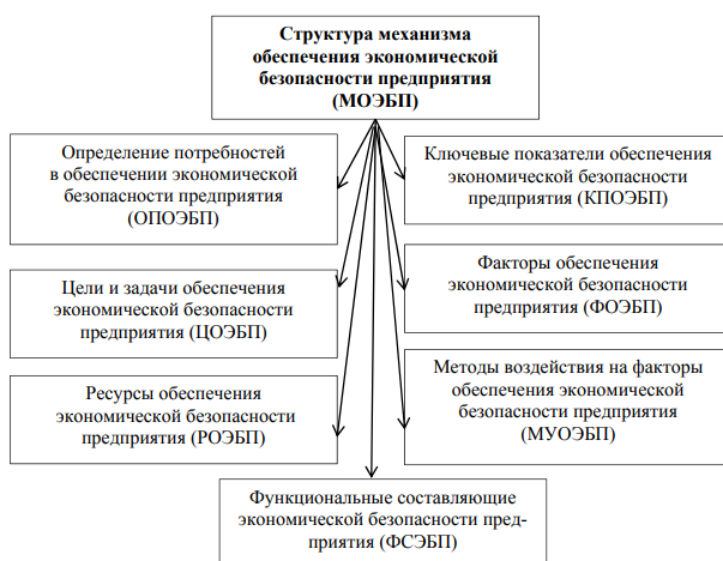 Структура механизма
обеспечения экономической
безопасности предприятия
(МОЭБП)
Определение потребностей
в обеспечении экономической
безопасности предприятия
(ОПОЭБП)
Ключевые показатели обеспечения
экономической безопасности
предприятия (КПОЭБП)
Цели и задачи обеспечения
экономической безопасности
предприятия (ЦОЭБП)
Факторы обеспечения
экономической безопасности
предприятия (ФОЭБП)
Ресурсы обеспечения
экономической безопасности
предприятия (РОЭБП)
Методы воздействия на факторы
обеспечения экономической
безопасности предприятия
(МУОЭБП)
Функциональные составляющие
экономической безопасности пред-
приятия (ФСЭБП)